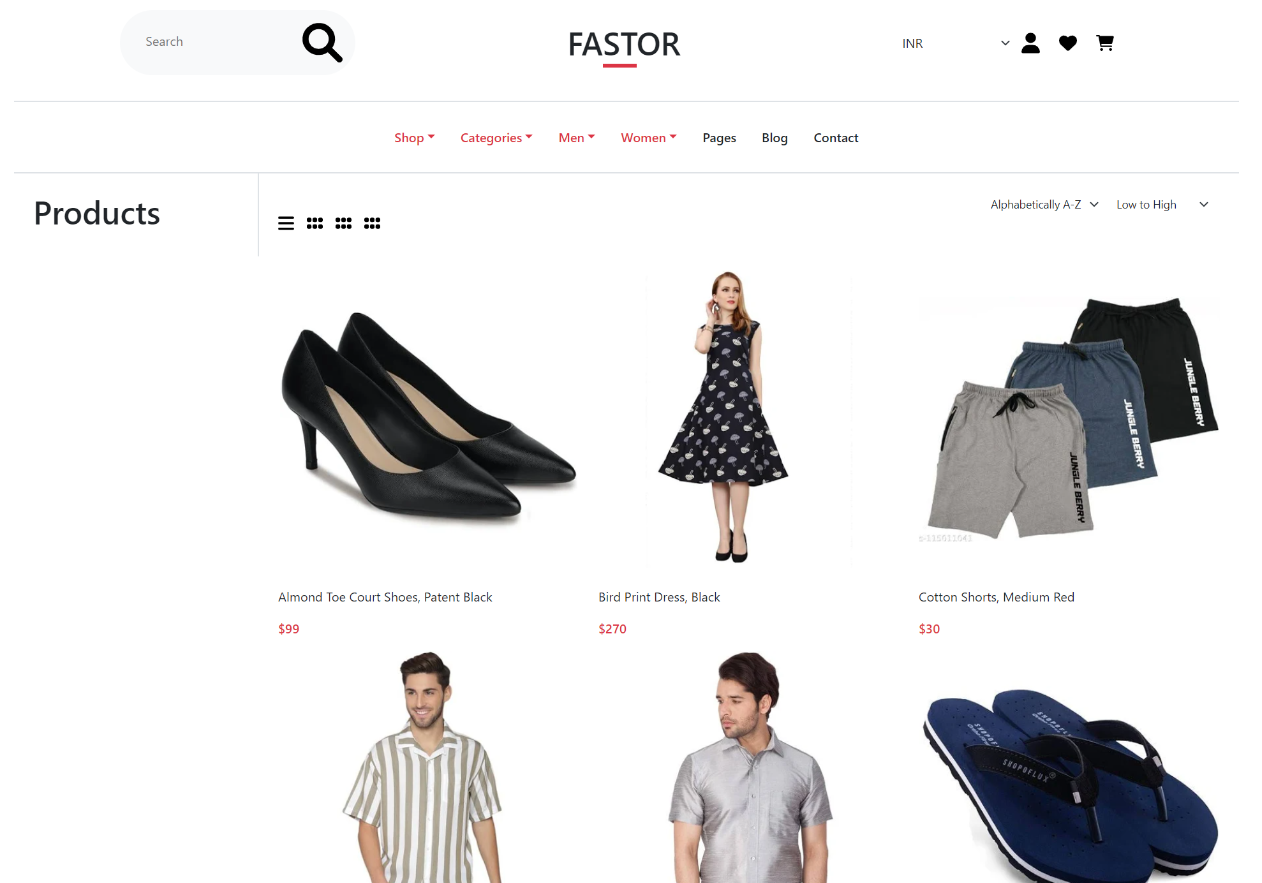 Search
FASTOR
INR
Shop Categories Men Women Pages Blog Contact
Products
Alphabetically A-Z Low to High
JUNGLE BERRY
JUNGLE BERRY
JUNGLE BERRY
Almond Toe Court Shoes, Patent Black
Bird Print Dress, Black
Cotton Shorts, Medium Red
$99
$270
$30
SHOPOFLUX